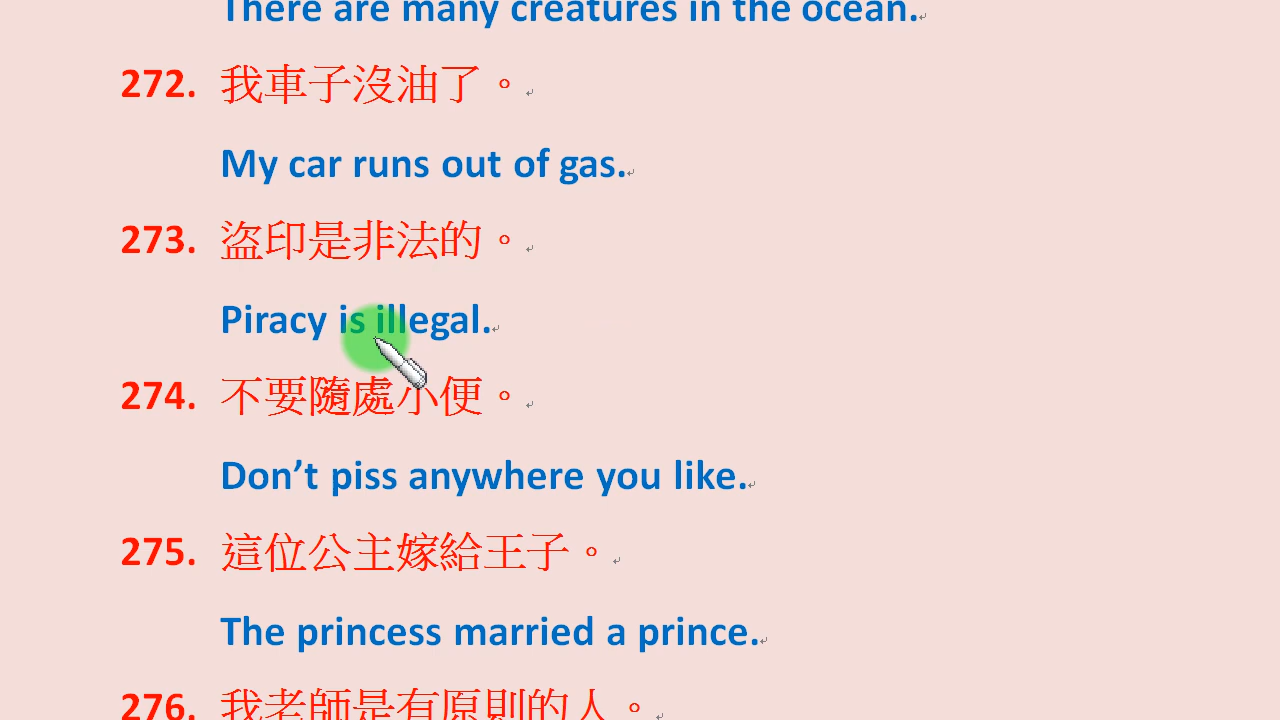 There are many creatures in the ocean.
272. 我車子沒油了。
My car runs out of gas.
273. 盜印是非法的。
Piracy is illegal.
274. 不要隨處小便。
Don’t piss anywhere you like.
275. 這位公主嫁給王子。
The princess married a prince.
276. 我老師是有原則的人。